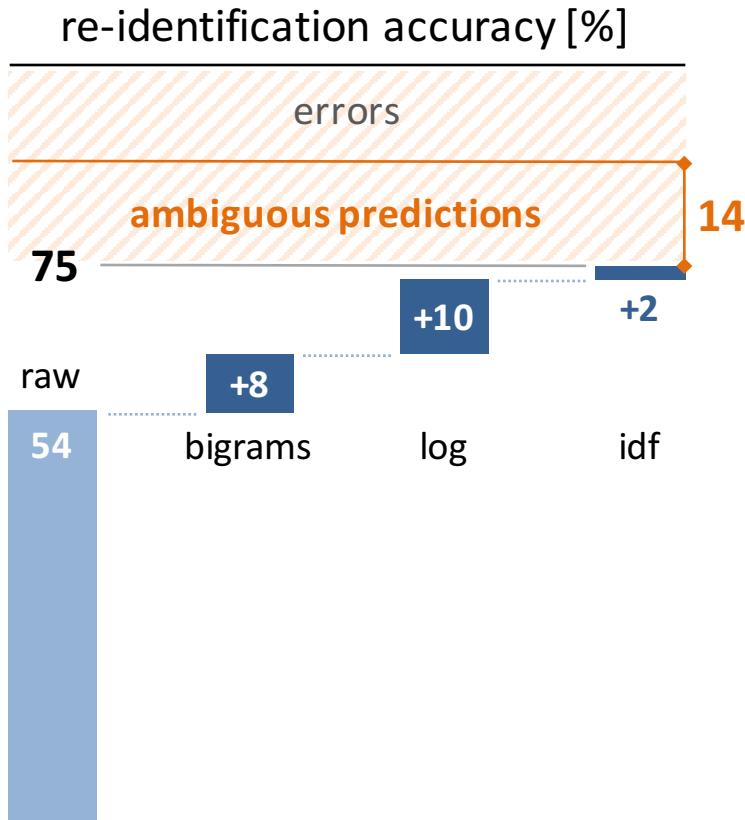 re-identification accuracy [%]
errors
ambiguous predictions
14
75
+2
+10
raw
+8
54
bigrams
log
idf